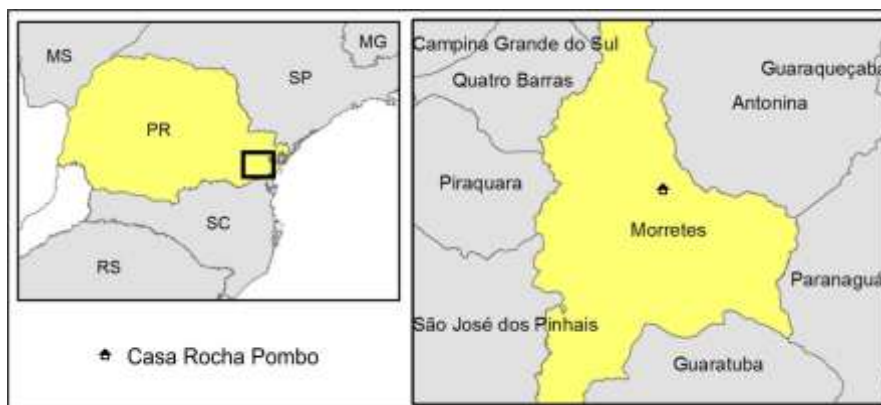 MG
MS
SP
PR
SC
RS
Casa Rocha Pombo
Campina Grande do Sul
Quatro Barras
Guaraqueçaba
Antonina
Piraquara
Morretes
Paranaguá
São José dos Pinhais
Guaratuba